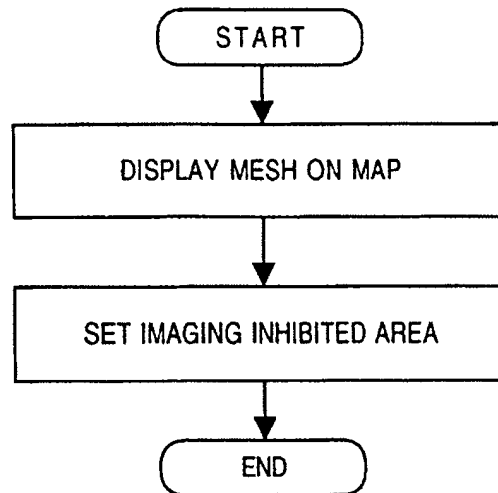 START
DISPLAY MESH ON MAP
SET IMAGING INHIBITED AREA
END